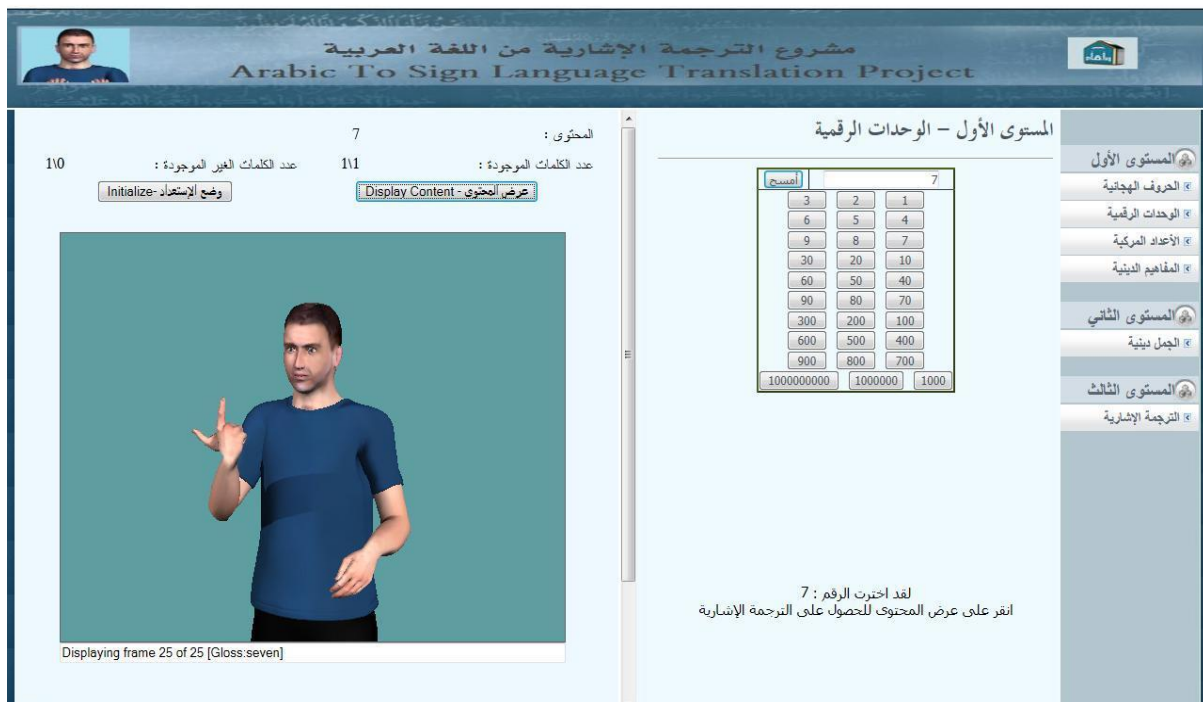 مشروع الترجمة الإشارية من اللغة العربية
Arabic To Sign Language Translation Project
المستوى الأول
الحروف الهجائية
الوحدات الرقمية
الأعداد المركبة
المفاهيم الدينية
المستوى الثاني
الجمل دينية
المستوى الثالث
الترجمة الإشارية
المستوى الأول – الوحدات الرقمية
7 أمسح
1 2 3
4 5 6
7 8 9
10 20 30
40 50 60
70 80 90
100 200 300
400 500 600
700 800 900
1000 1000000 1000000000
لقد اخترت الرقم : 7
انقر على عرض المحتوى للحصول على الترجمة الإشارية
المحتوى : 7
عدد الكلمات الموجودة : 1\1 عدد الكلمات الغير الموجودة : 1\0
عرض المحتوى - Display Content وضع الإستعداد -Initialize
Displaying frame 25 of 25 [Gloss:seven]